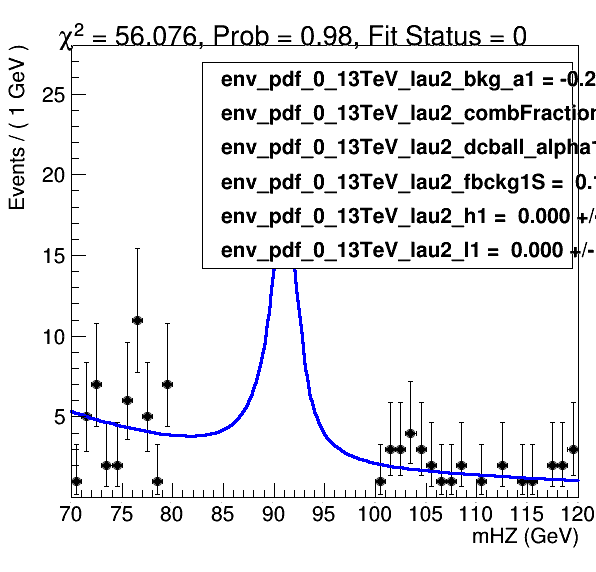 χ² = 56.076, Prob = 0.98, Fit Status = 0
Events / ( 1 GeV )
env_pdf_0_13TeV_lau2_bkg_a1 = -0.2
env_pdf_0_13TeV_lau2_combFraction
env_pdf_0_13TeV_lau2_dcball_alpha1
env_pdf_0_13TeV_lau2_fbckg1S = 0.1
env_pdf_0_13TeV_lau2_h1 = 0.000 +/-
env_pdf_0_13TeV_lau2_l1 = 0.000 +/-
25
20
15
10
5
70 75 80 85 90 95 100 105 110 115 120
mHZ (GeV)